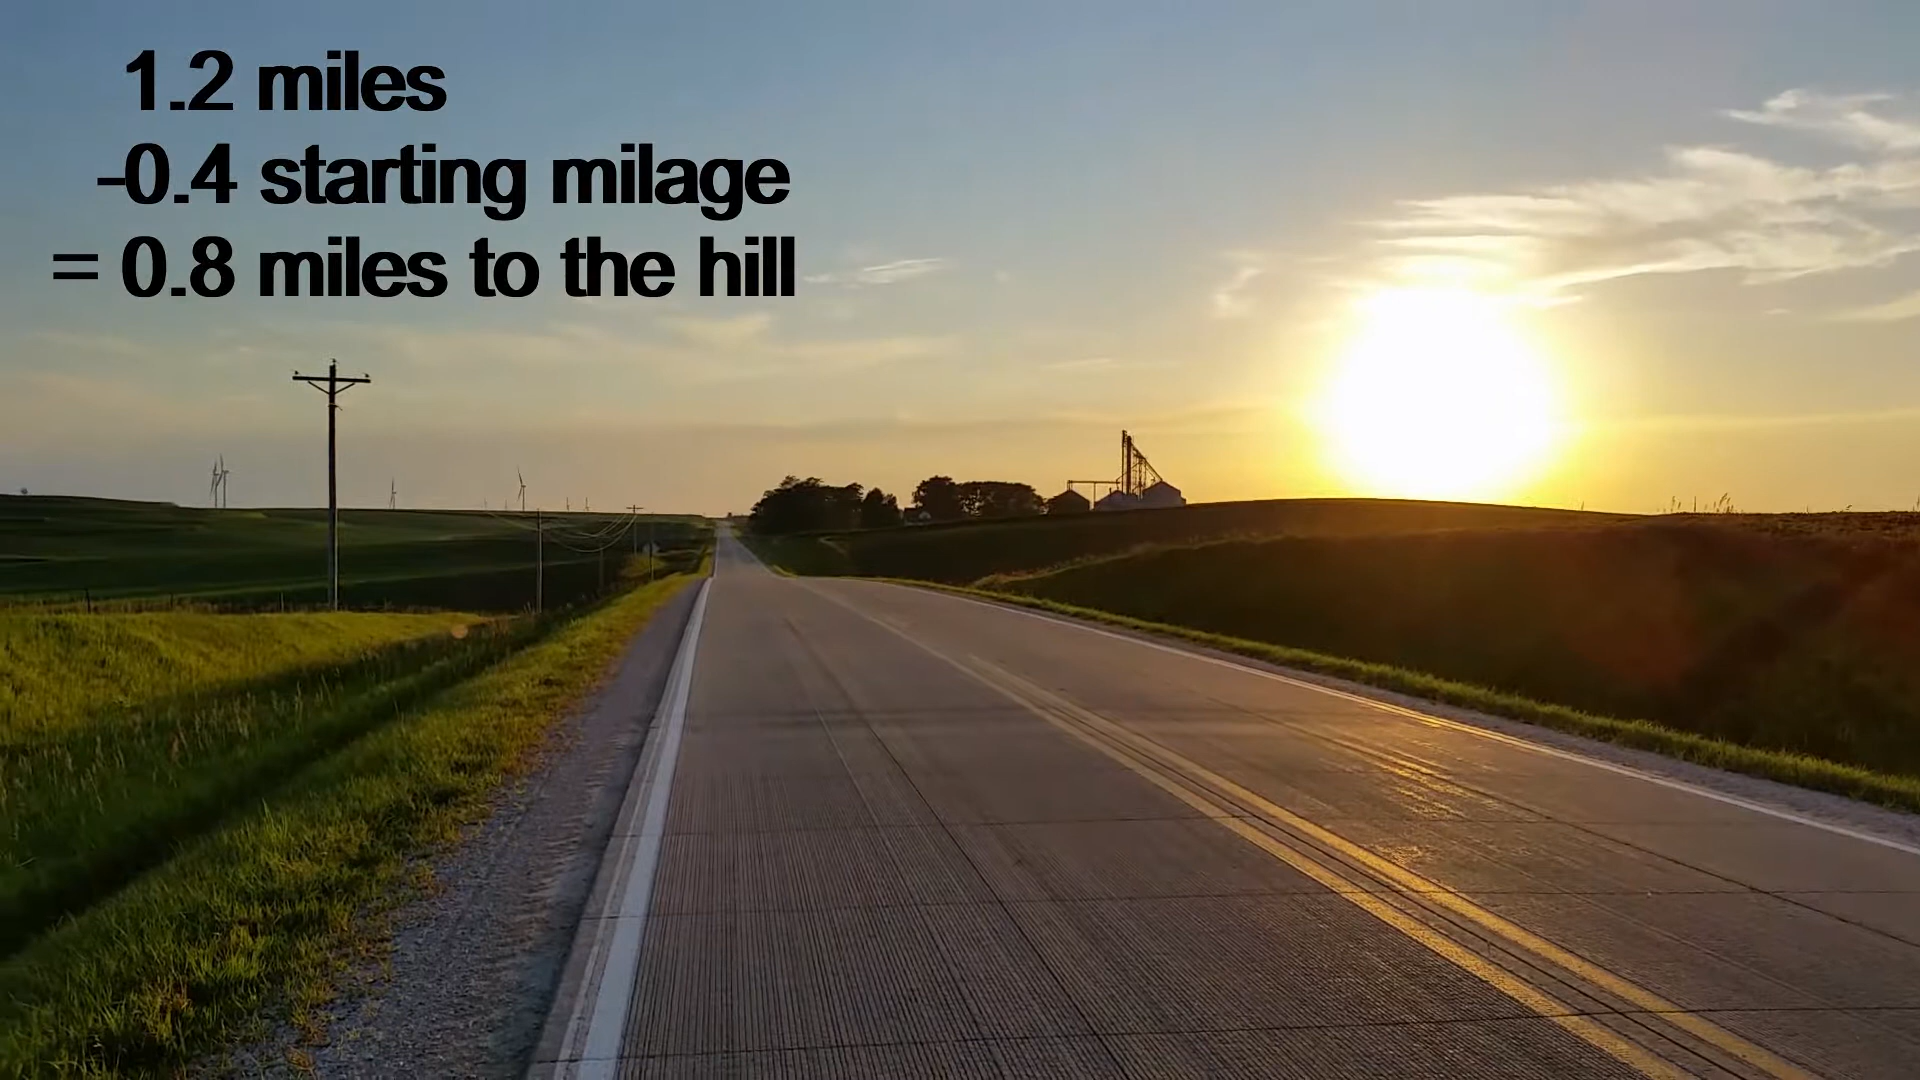 1.2 miles
-0.4 starting milage
= 0.8 miles to the hill